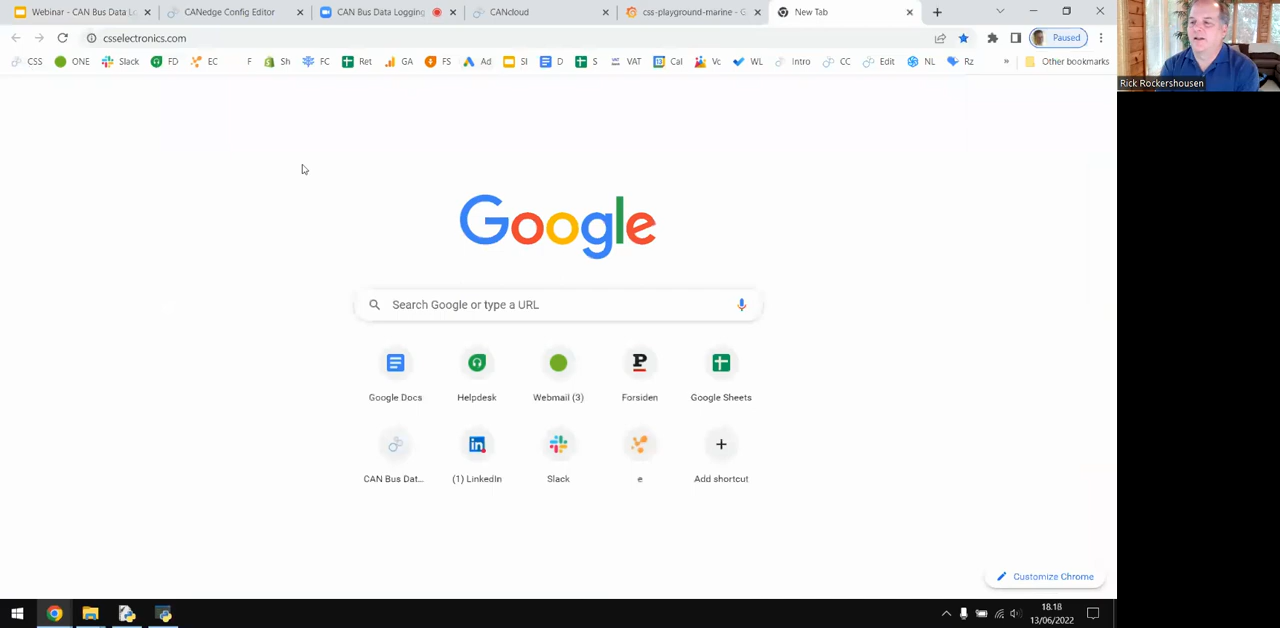 Webinar - CAN Bus Data Lo
CANedge Config Editor
CAN Bus Data Logging
CANcloud
css-playground-marine - G
New Tab
csselectronics.com
Paused
CSS ONE Slack FD EC F Sh FC Ret GA FS Ad SI D S VAT Cal Vc WL Intro CC Edit NL Rz » Other bookmarks
Rick Rockershousen
Google
Search Google or type a URL
Google Docs Helpdesk Webmail (3) Forsiden Google Sheets
CAN Bus Dat... (1) LinkedIn Slack e Add shortcut
Customize Chrome
18.18
13/06/2022